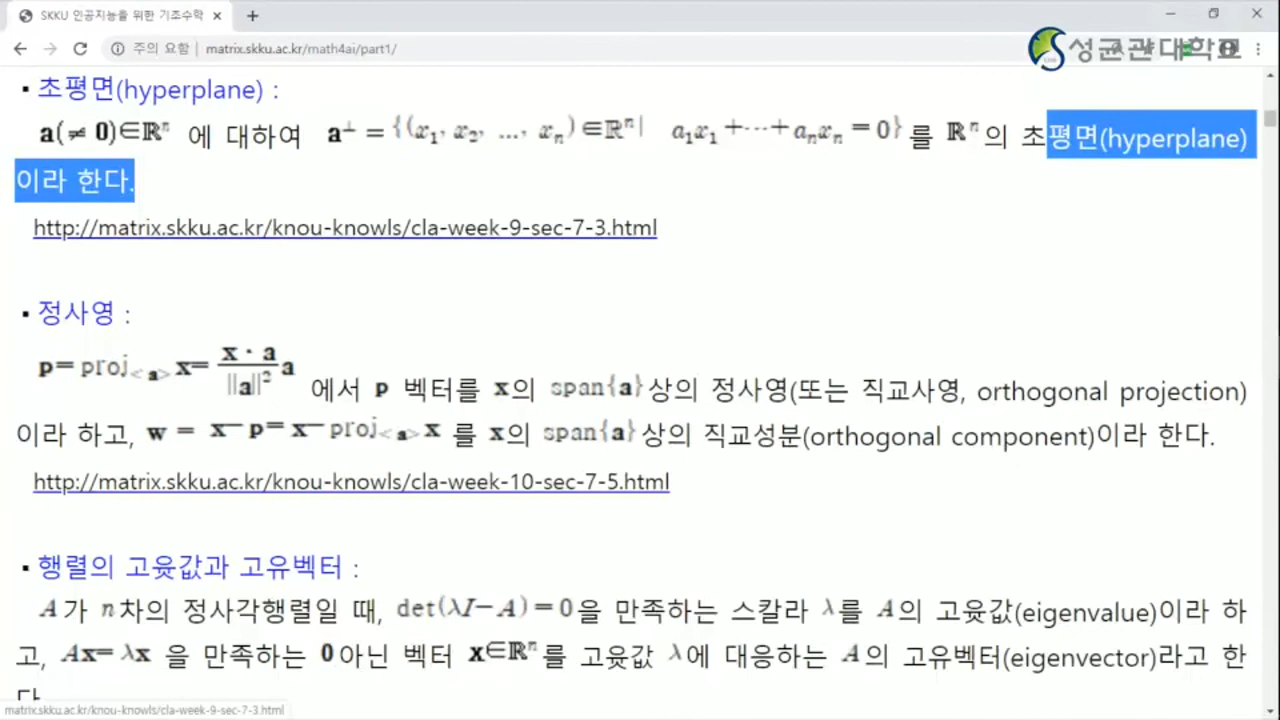 SKKU 인공지능을 위한 기초수학
주의 요함 | matrix.skku.ac.kr/math4ai/part1/
성균관대학교
▪ 초평면(hyperplane) :
a(≠0)∈ℝⁿ 에 대하여 a^⊥ = {(x₁, x₂, ..., xₙ)∈ℝⁿ| a₁x₁+⋯+aₙxₙ=0}를 ℝⁿ의 초평면(hyperplane)
이라 한다.
http://matrix.skku.ac.kr/knou-knowls/cla-week-9-sec-7-3.html
▪ 정사영 :
p= proj_<a> x= (x·a)/||a||² a 에서 p 벡터를 x의 span{a}상의 정사영(또는 직교사영, orthogonal projection)
이라 하고, w = x−p=x−proj_<a> x 를 x의 span{a}상의 직교성분(orthogonal component)이라 한다.
http://matrix.skku.ac.kr/knou-knowls/cla-week-10-sec-7-5.html
▪ 행렬의 고윳값과 고유벡터 :
A가 n차의 정사각행렬일 때, det(λI−A)=0을 만족하는 스칼라 λ를 A의 고윳값(eigenvalue)이라 하
고, Ax=λx 을 만족하는 0아닌 벡터 x∈ℝⁿ를 고윳값 λ에 대응하는 A의 고유벡터(eigenvector)라고 한
다
matrix.skku.ac.kr/knou-knowls/cla-week-9-sec-7-3.html